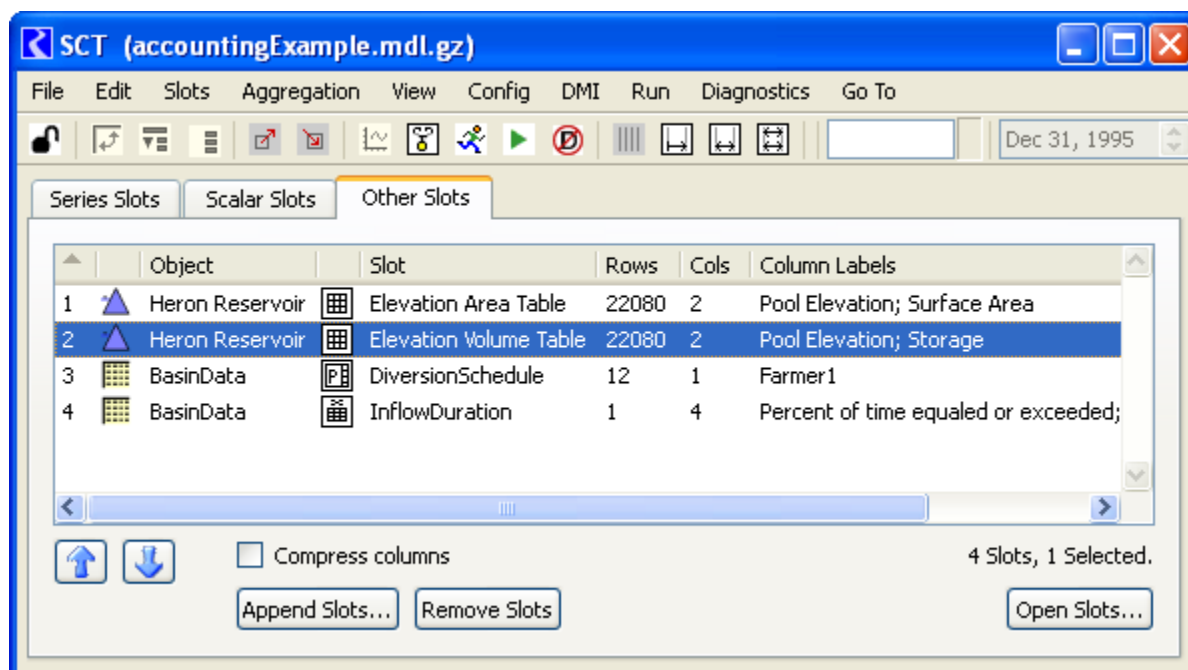 SCT (accountingExample.mdl.gz)
File Edit Slots Aggregation View Config DMI Run Diagnostics Go To
Dec 31, 1995
Series Slots Scalar Slots Other Slots
Object Slot Rows Cols Column Labels
1 Heron Reservoir Elevation Area Table 22080 2 Pool Elevation; Surface Area
2 Heron Reservoir Elevation Volume Table 22080 2 Pool Elevation; Storage
3 BasinData DiversionSchedule 12 1 Farmer1
4 BasinData InflowDuration 1 4 Percent of time equaled or exceeded;
Compress columns 4 Slots, 1 Selected.
Append Slots... Remove Slots Open Slots...